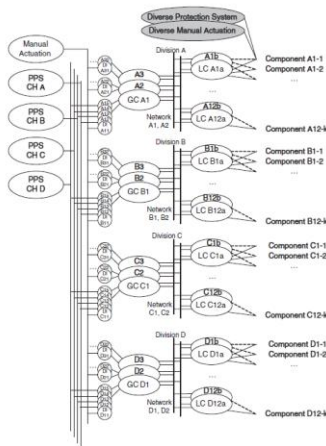 Diverse Protection System
Diverse Manual Actuation
Manual
Actuation
PPS
CH A
PPS
CH B
PPS
CH C
PPS
CH D
Division A
A3
A2
GC A1
Network
A1, A2
A1b
LC A1a
...
A12b
LC A12a
Component A1-1
Component A1-2
...
Component A12-k
Division B
B3
B2
GC B1
Network
B1, B2
B1b
LC B1a
...
B12b
LC B12a
Component B1-1
Component B1-2
...
Component B12-k
Division C
C3
C2
GC C1
Network
C1, C2
C1b
LC C1a
...
C12b
LC C12a
Component C1-1
Component C1-2
...
Component C12-k
Division D
D3
D2
GC D1
Network
D1, D2
D1b
LC D1a
...
D12b
LC D12a
Component D1-1
Component D1-2
...
Component D12-k